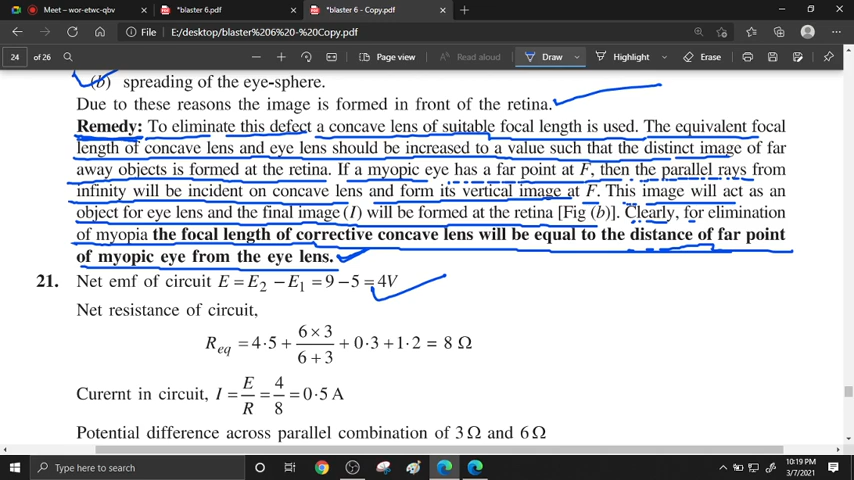 Meet – wor-etwc-qbv
*blaster 6.pdf
*blaster 6 - Copy.pdf
File E:/desktop/blaster%206%20-%20Copy.pdf
24 of 26
Page view
Read aloud
Draw
Highlight
Erase
(b) spreading of the eye-sphere.
Due to these reasons the image is formed in front of the retina.
Remedy: To eliminate this defect a concave lens of suitable focal length is used. The equivalent focal
length of concave lens and eye lens should be increased to a value such that the distinct image of far
away objects is formed at the retina. If a myopic eye has a far point at F, then the parallel rays from
infinity will be incident on concave lens and form its vertical image at F. This image will act as an
object for eye lens and the final image (I) will be formed at the retina [Fig (b)]. Clearly, for elimination
of myopia the focal length of corrective concave lens will be equal to the distance of far point
of myopic eye from the eye lens.
21. Net emf of circuit E = E₂ − E₁ = 9 − 5 = 4V
Net resistance of circuit,
R_eq = 4·5 + (6 × 3)/(6 + 3) + 0·3 + 1·2 = 8 Ω
Curernt in circuit, I = E/R = 4/8 = 0·5 A
Potential difference across parallel combination of 3 Ω and 6 Ω
Type here to search
10:19 PM
3/7/2021